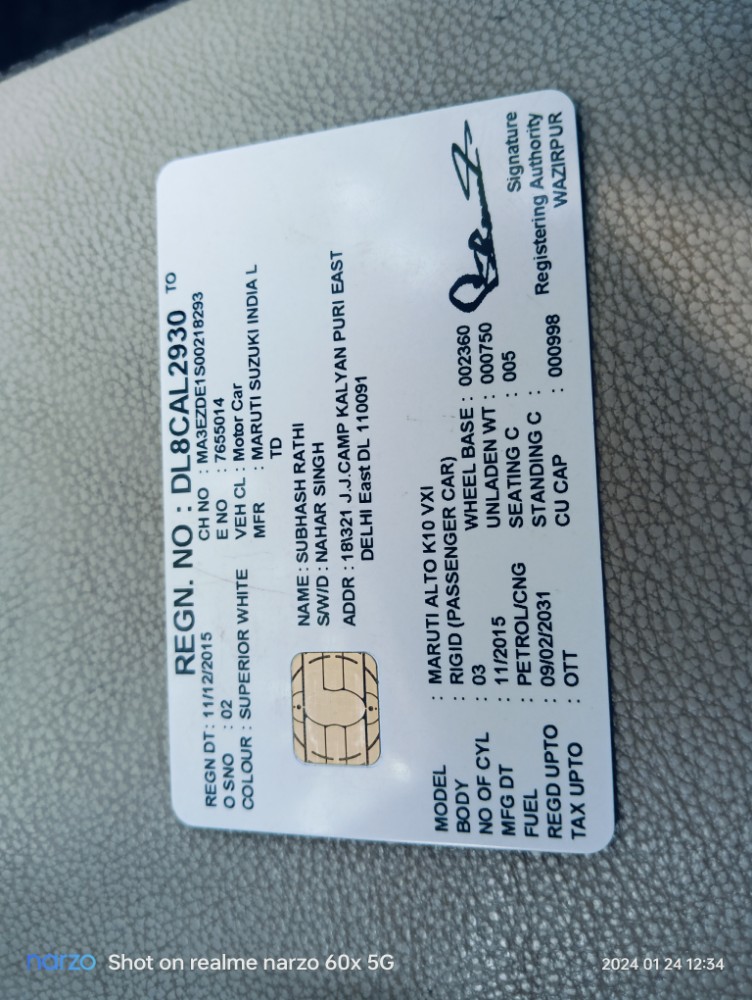 REGN. NO : DL8CAL2930 TO
REGN DT : 11/12/2015 CH NO : MA3EZDE1S00218293
O SNO : 02 E NO : 7655014
COLOUR : SUPERIOR WHITE VEH CL : Motor Car
MFR : MARUTI SUZUKI INDIA L
TD
NAME : SUBHASH RATHI
S/W/D : NAHAR SINGH
ADDR : 18\321 J.J.CAMP KALYAN PURI EAST
DELHI East DL 110091
MODEL : MARUTI ALTO K10 VXI
BODY : RIGID (PASSENGER CAR)
NO OF CYL : 03 WHEEL BASE : 002360
MFG DT : 11/2015 UNLADEN WT : 000750
FUEL : PETROL/CNG SEATING C : 005
REGD UPTO : 09/02/2031 STANDING C :
TAX UPTO : OTT CU CAP : 000998
Signature
Registering Authority
WAZIRPUR
narzo Shot on realme narzo 60x 5G 2024 01 24 12:34